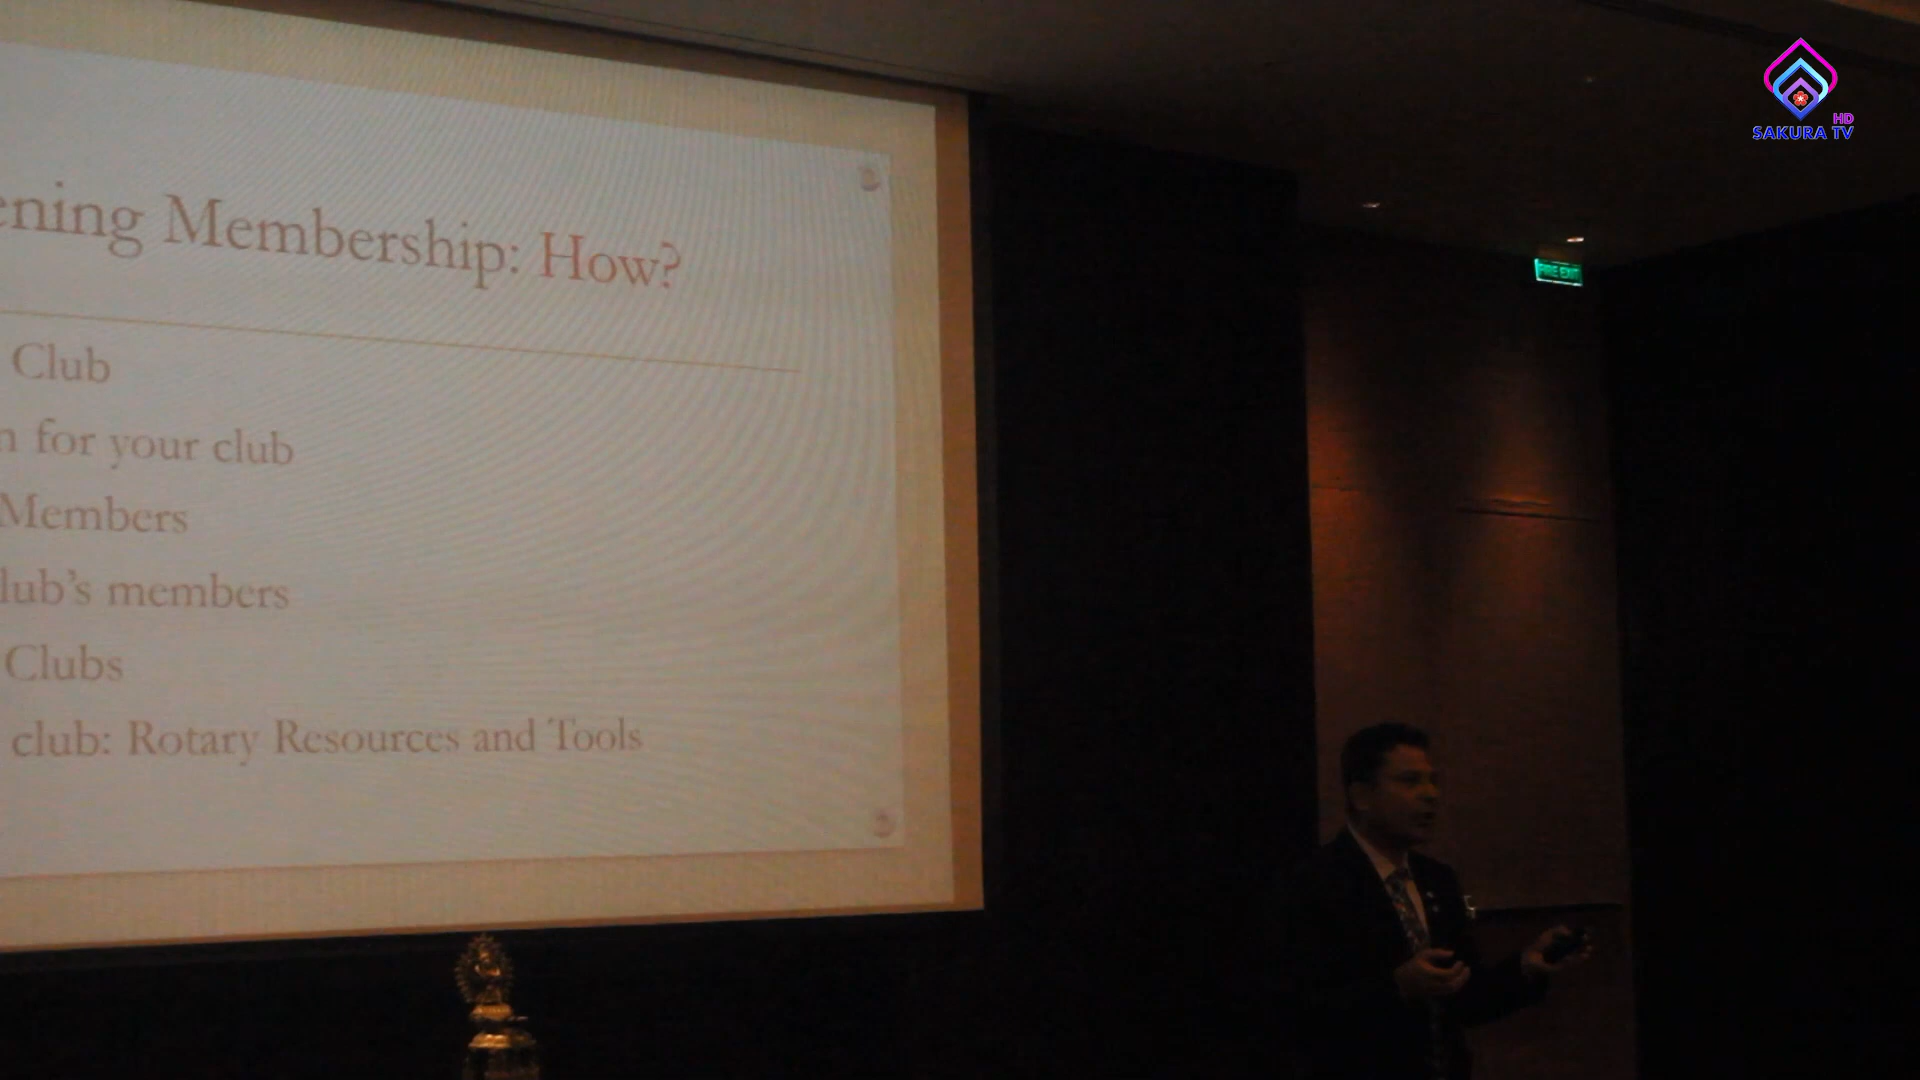 ening Membership: How?
Club
n for your club
Members
lub's members
Clubs
club: Rotary Resources and Tools
HD
SAKURA TV
FIRE EXIT